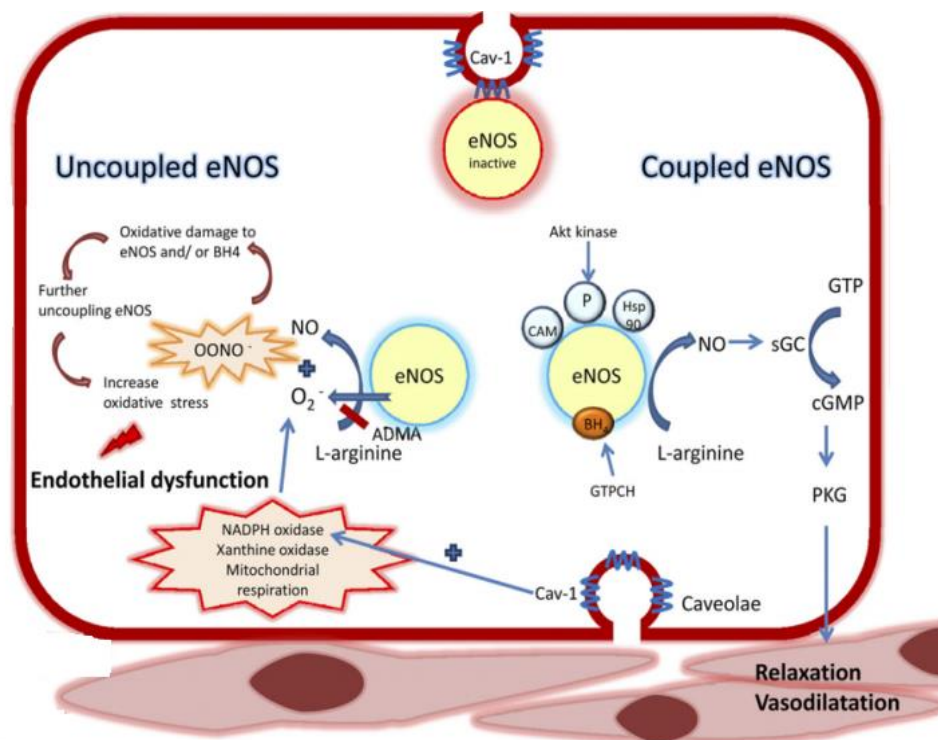 Cav-1
eNOS
inactive
Uncoupled eNOS
Coupled eNOS
Oxidative damage to
eNOS and/ or BH4
Further
uncoupling eNOS
OONO -
Increase
oxidative stress
Endothelial dysfunction
NO
O2 -
eNOS
ADMA
L-arginine
NADPH oxidase
Xanthine oxidase
Mitochondrial
respiration
Akt kinase
P
CAM
Hsp
90
eNOS
BH4
GTPCH
L-arginine
NO
sGC
GTP
cGMP
PKG
Cav-1
Caveolae
Relaxation
Vasodilatation